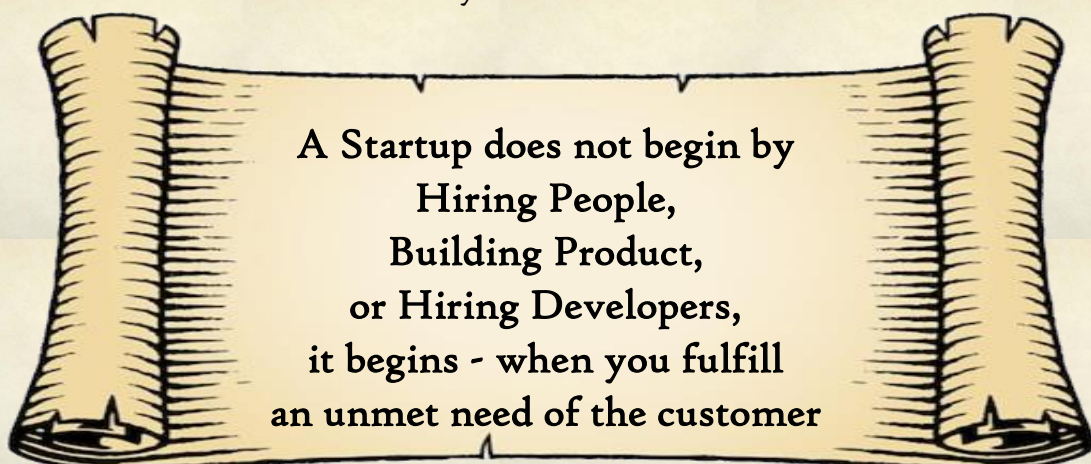 A Startup does not begin by
Hiring People,
Building Product,
or Hiring Developers,
it begins - when you fulfill
an unmet need of the customer